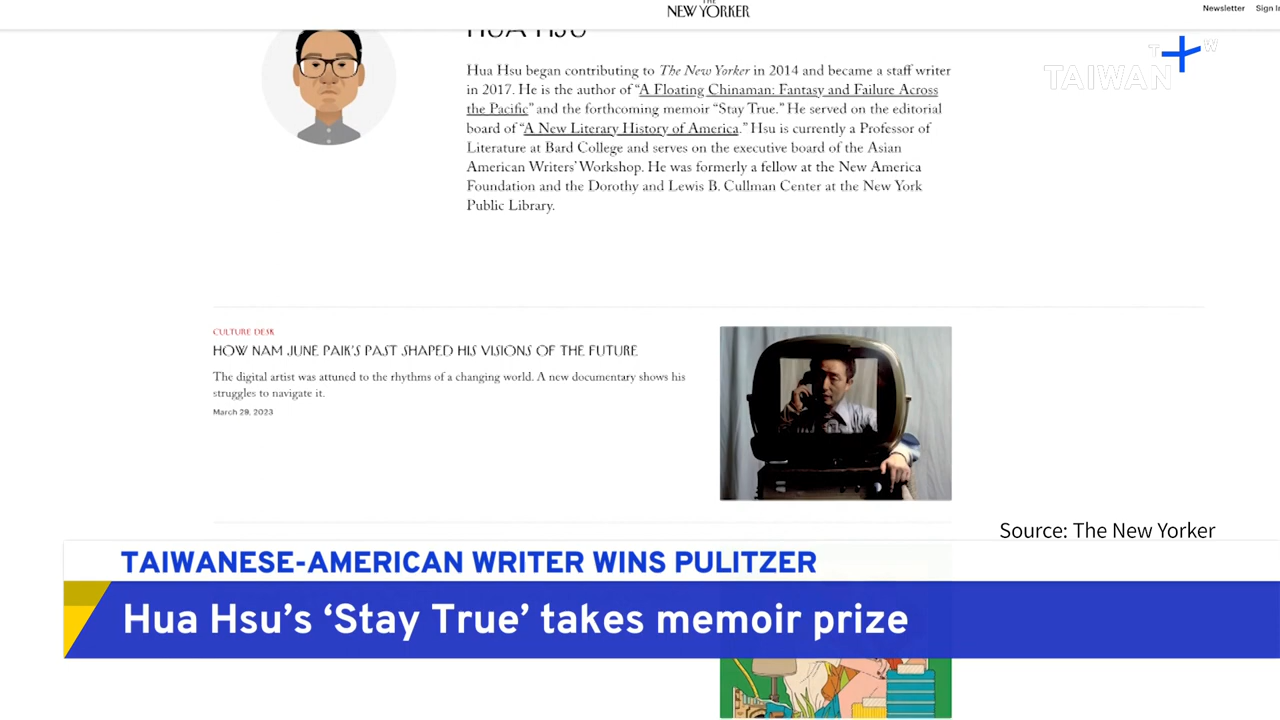 THE
NEW YORKER
Newsletter Sign In
HUA HSU
T W
TAIWAN
Hua Hsu began contributing to The New Yorker in 2014 and became a staff writer
in 2017. He is the author of “A Floating Chinaman: Fantasy and Failure Across
the Pacific” and the forthcoming memoir “Stay True.” He served on the editorial
board of “A New Literary History of America.” Hsu is currently a Professor of
Literature at Bard College and serves on the executive board of the Asian
American Writers’ Workshop. He was formerly a fellow at the New America
Foundation and the Dorothy and Lewis B. Cullman Center at the New York
Public Library.
CULTURE DESK
HOW NAM JUNE PAIK’S PAST SHAPED HIS VISIONS OF THE FUTURE
The digital artist was attuned to the rhythms of a changing world. A new documentary shows his
struggles to navigate it.
March 29, 2023
Source: The New Yorker
TAIWANESE-AMERICAN WRITER WINS PULITZER
Hua Hsu’s ‘Stay True’ takes memoir prize